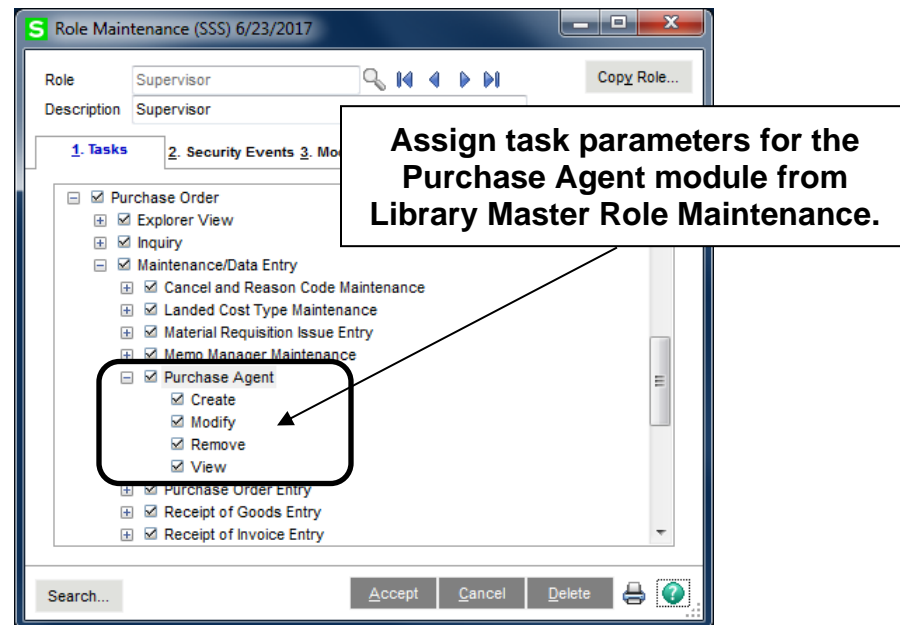 S Role Maintenance (SSS) 6/23/2017
Role Supervisor Copy Role...
Description Supervisor
1. Tasks 2. Security Events 3. Mo
Assign task parameters for the
Purchase Agent module from
Library Master Role Maintenance.
Purchase Order
Explorer View
Inquiry
Maintenance/Data Entry
Cancel and Reason Code Maintenance
Landed Cost Type Maintenance
Material Requisition Issue Entry
Memo Manager Maintenance
Purchase Agent
Create
Modify
Remove
View
Purchase Order Entry
Receipt of Goods Entry
Receipt of Invoice Entry
Search... Accept Cancel Delete